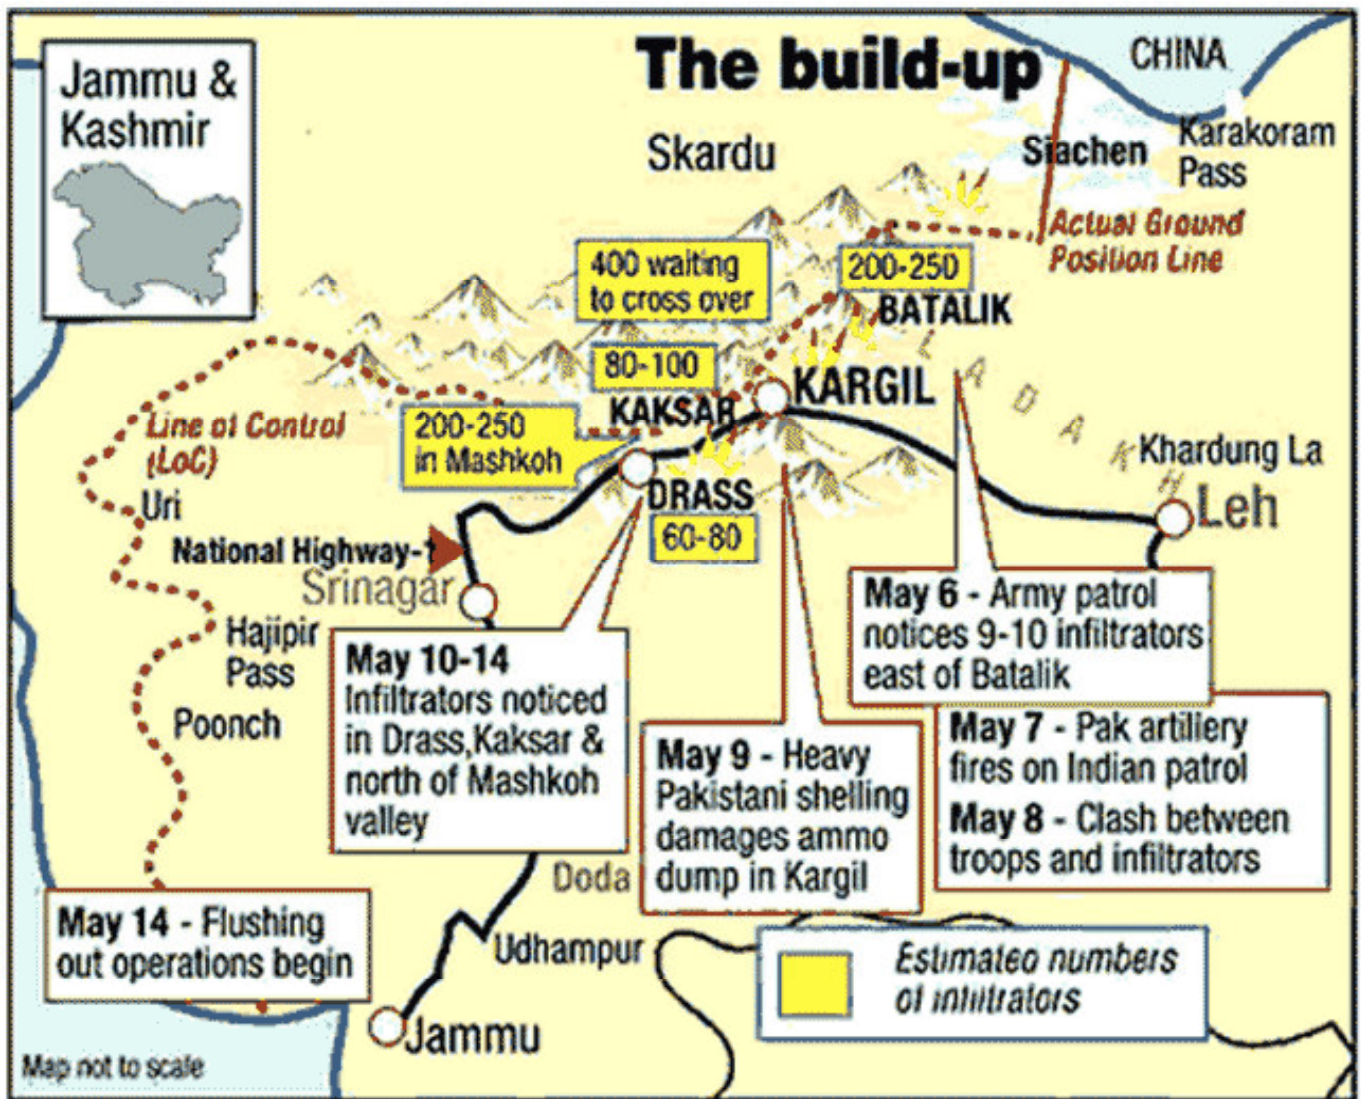 The build-up
Jammu &
Kashmir
CHINA
Skardu
Siachen
Karakoram
Pass
Actual Ground
Position Line
400 waiting
to cross over
200-250
BATALIK
80-100
KAKSAR
KARGIL
LADAKH
200-250
in Mashkoh
Line of Control
(LoC)
Khardung La
Leh
Uri
DRASS
60-80
National Highway-1
Srinagar
Hajipir
Pass
Poonch
May 6 - Army patrol
notices 9-10 infiltrators
east of Batalik
May 10-14
Infiltrators noticed
in Drass,Kaksar &
north of Mashkoh
valley
May 9 - Heavy
Pakistani shelling
damages ammo
dump in Kargil
May 7 - Pak artillery
fires on Indian patrol
May 8 - Clash between
troops and infiltrators
Doda
May 14 - Flushing
out operations begin
Udhampur
Estimated numbers
of infiltrators
Jammu
Map not to scale